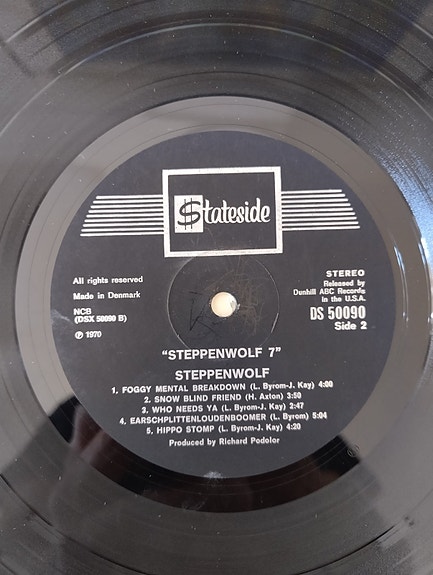 $tateside
All rights reserved
Made in Denmark
NCB
(DSX 50090 B)
℗ 1970
STEREO
Released by
Dunhill ABC Records
in the U.S.A.
DS 50090
Side 2
"STEPPENWOLF 7"
STEPPENWOLF
1. FOGGY MENTAL BREAKDOWN (L. Byrom-J. Kay) 4:00
2. SNOW BLIND FRIEND (H. Axton) 3:50
3. WHO NEEDS YA (L. Byrom-J. Kay) 2:47
4. EARSCHPLITTENLOUDENBOOMER (L. Byrom) 5:04
5. HIPPO STOMP (L. Byrom-J. Kay) 4:20
Produced by Richard Podolor